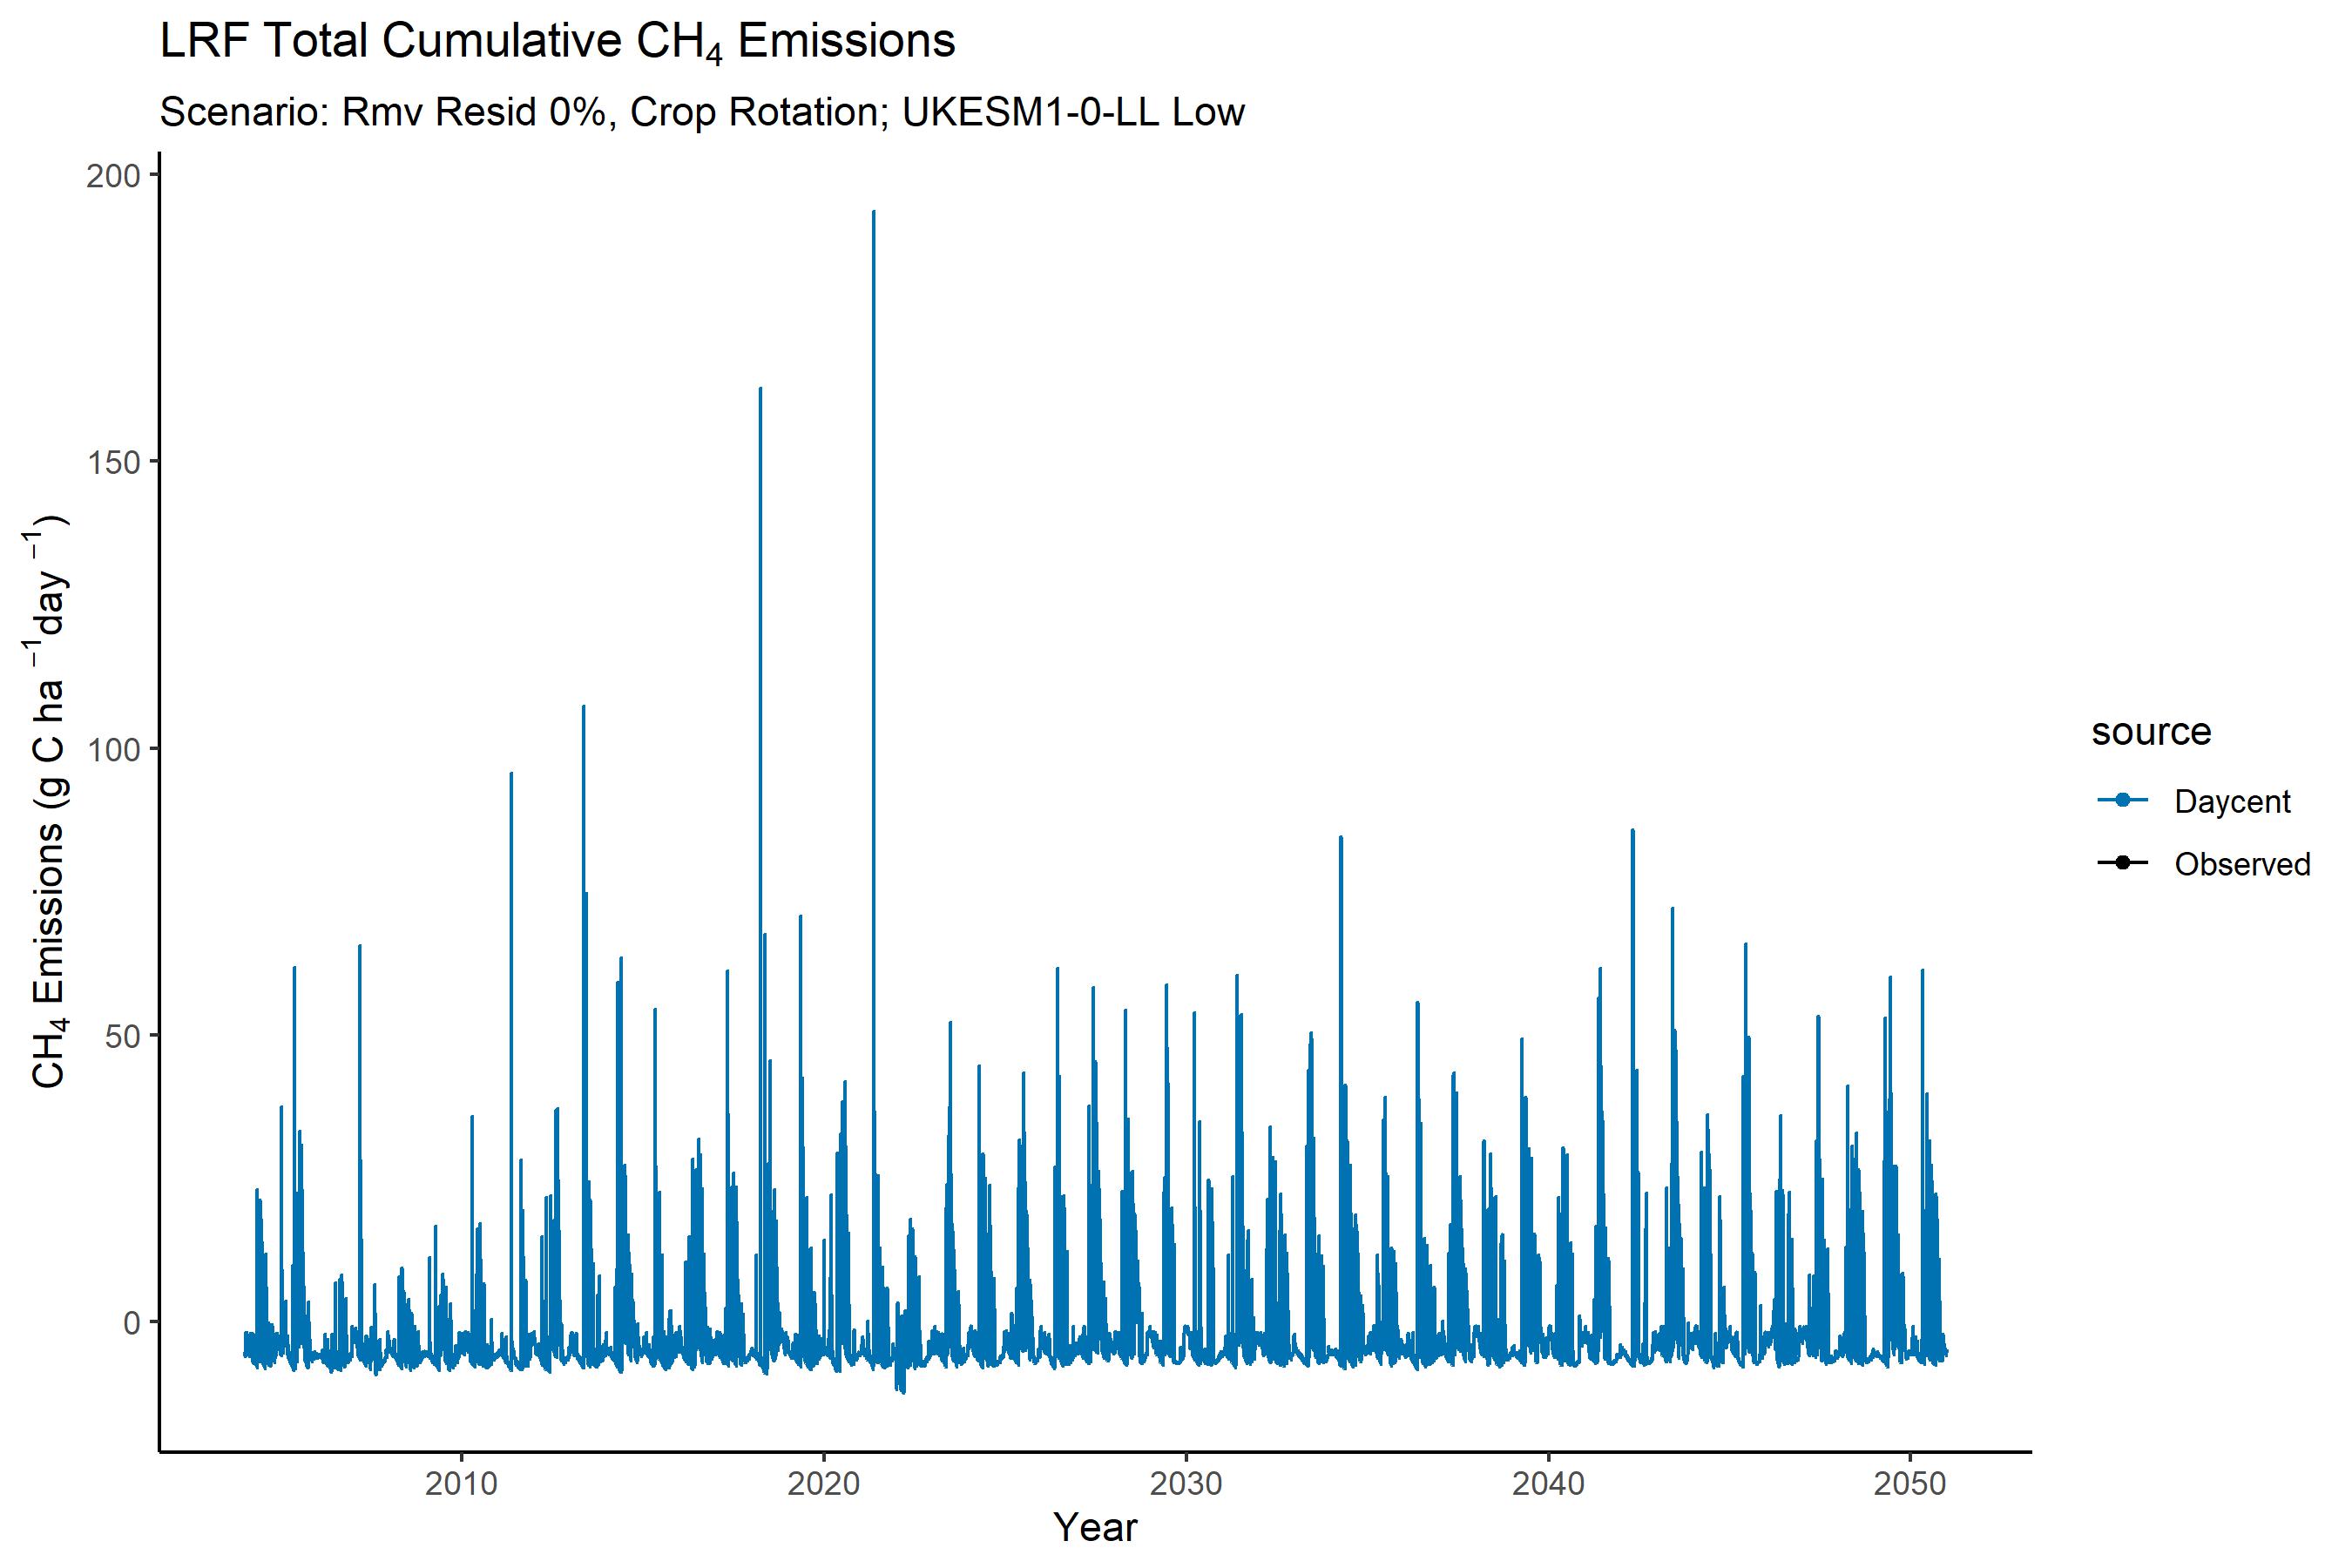 LRF Total Cumulative CH₄ Emissions
Scenario: Rmv Resid 0%, Crop Rotation; UKESM1-0-LL Low
CH₄ Emissions (g C ha ⁻¹day ⁻¹)
200
150
100
50
0
2010 2020 2030 2040 2050
Year
source
Daycent
Observed